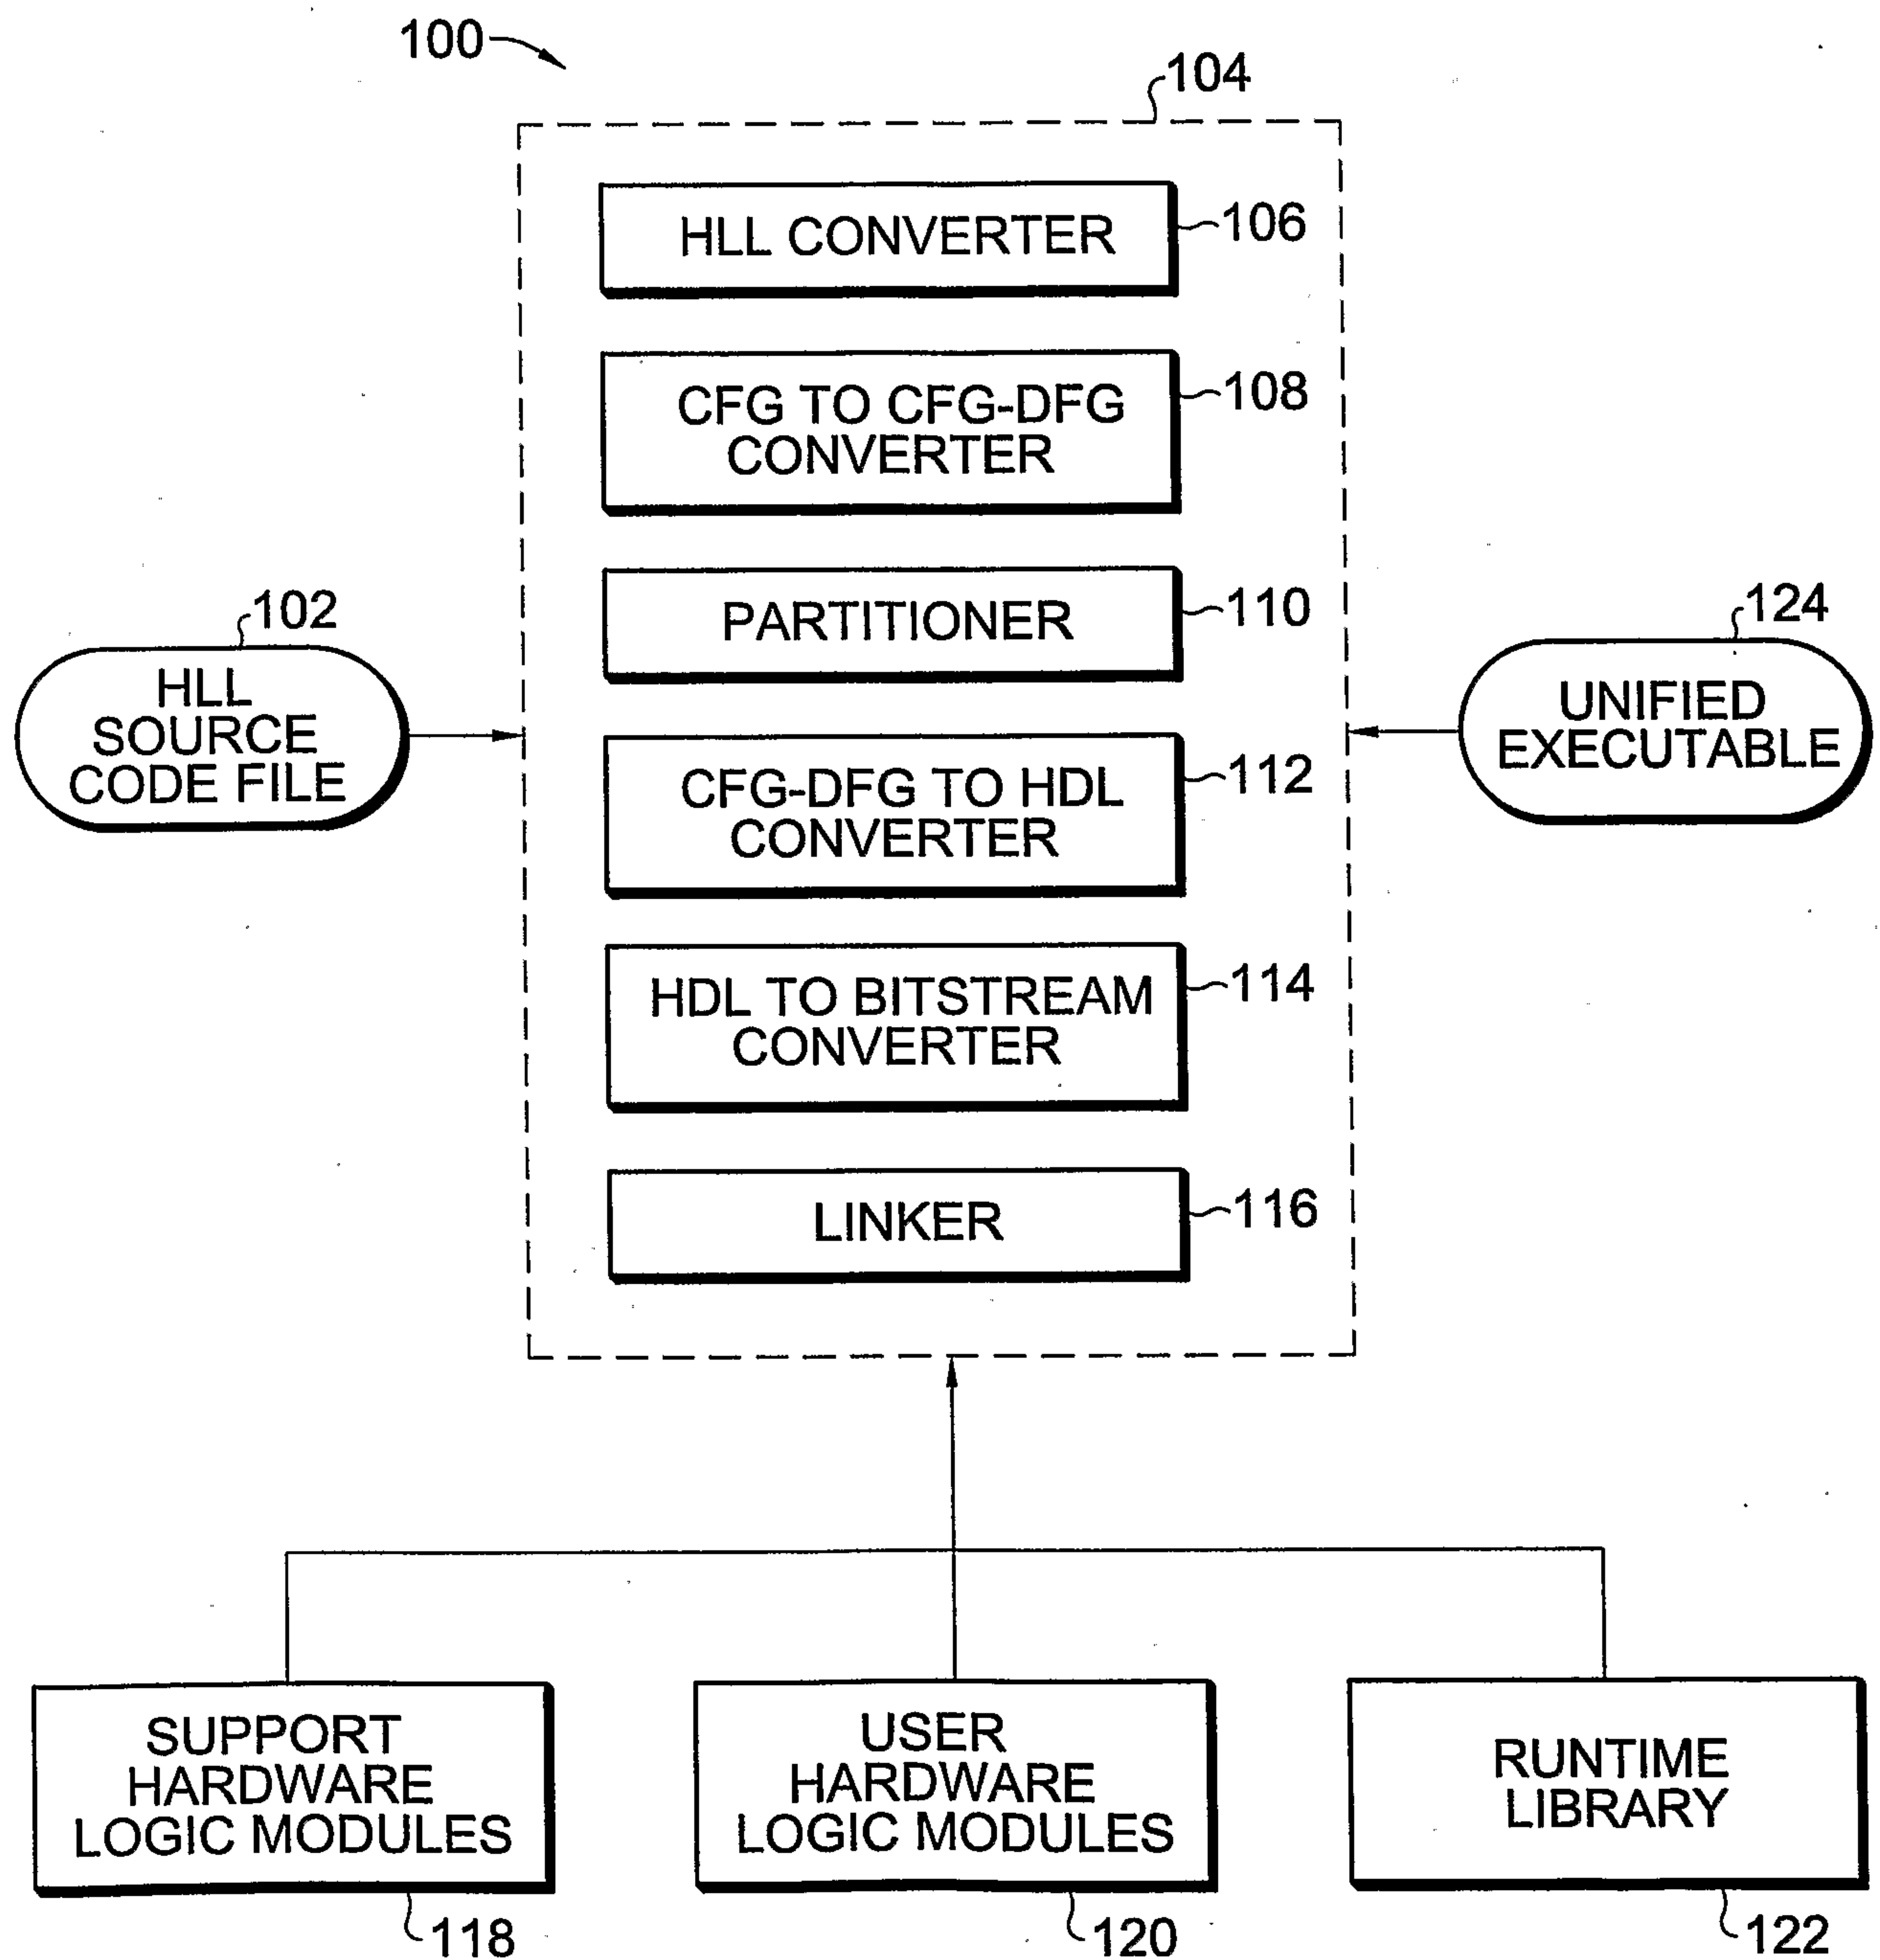 100
104
HLL CONVERTER
106
CFG TO CFG-DFG
CONVERTER
108
PARTITIONER
110
102
HLL
SOURCE
CODE FILE
124
UNIFIED
EXECUTABLE
CFG-DFG TO HDL
CONVERTER
112
HDL TO BITSTREAM
CONVERTER
114
LINKER
116
SUPPORT
HARDWARE
LOGIC MODULES
118
USER
HARDWARE
LOGIC MODULES
120
RUNTIME
LIBRARY
122